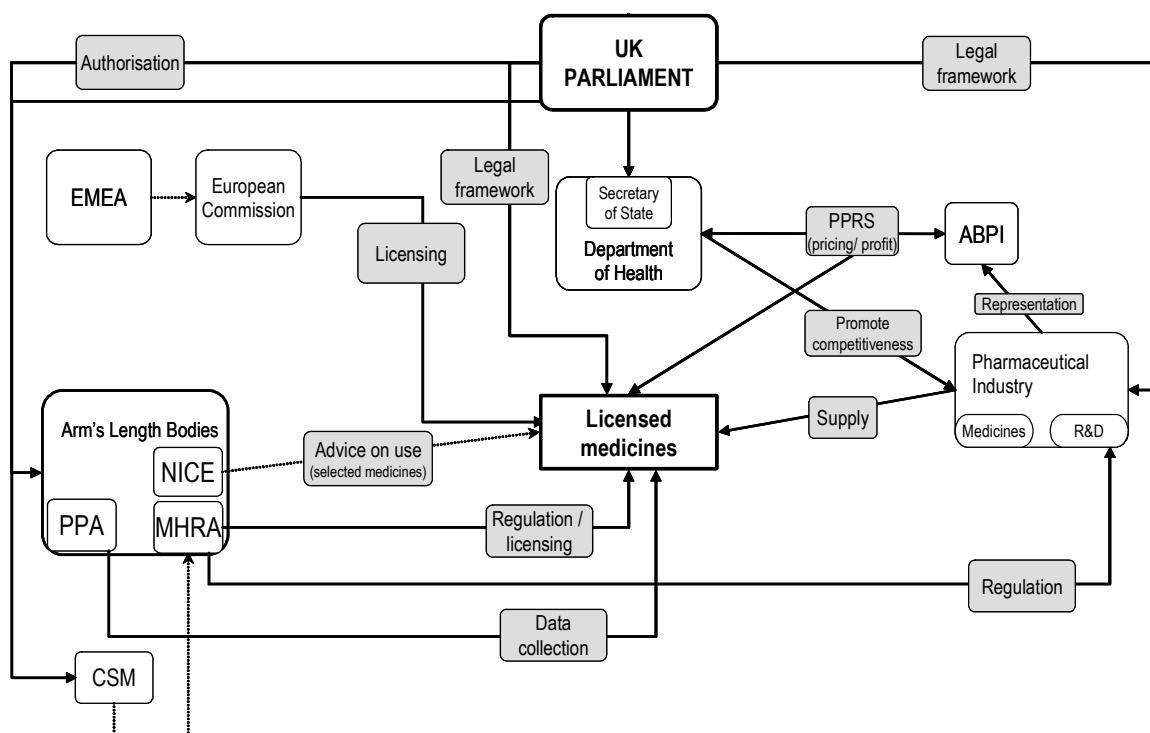 UK
PARLIAMENT
Authorisation
Legal
framework
EMEA
European
Commission
Legal
framework
Secretary
of State
Department
of Health
PPRS
(pricing/ profit)
ABPI
Licensing
Representation
Promote
competitiveness
Pharmaceutical
Industry
Medicines
R&D
Arm's Length Bodies
NICE
PPA
MHRA
Advice on use
(selected medicines)
Licensed
medicines
Supply
Regulation /
licensing
Regulation
Data
collection
CSM